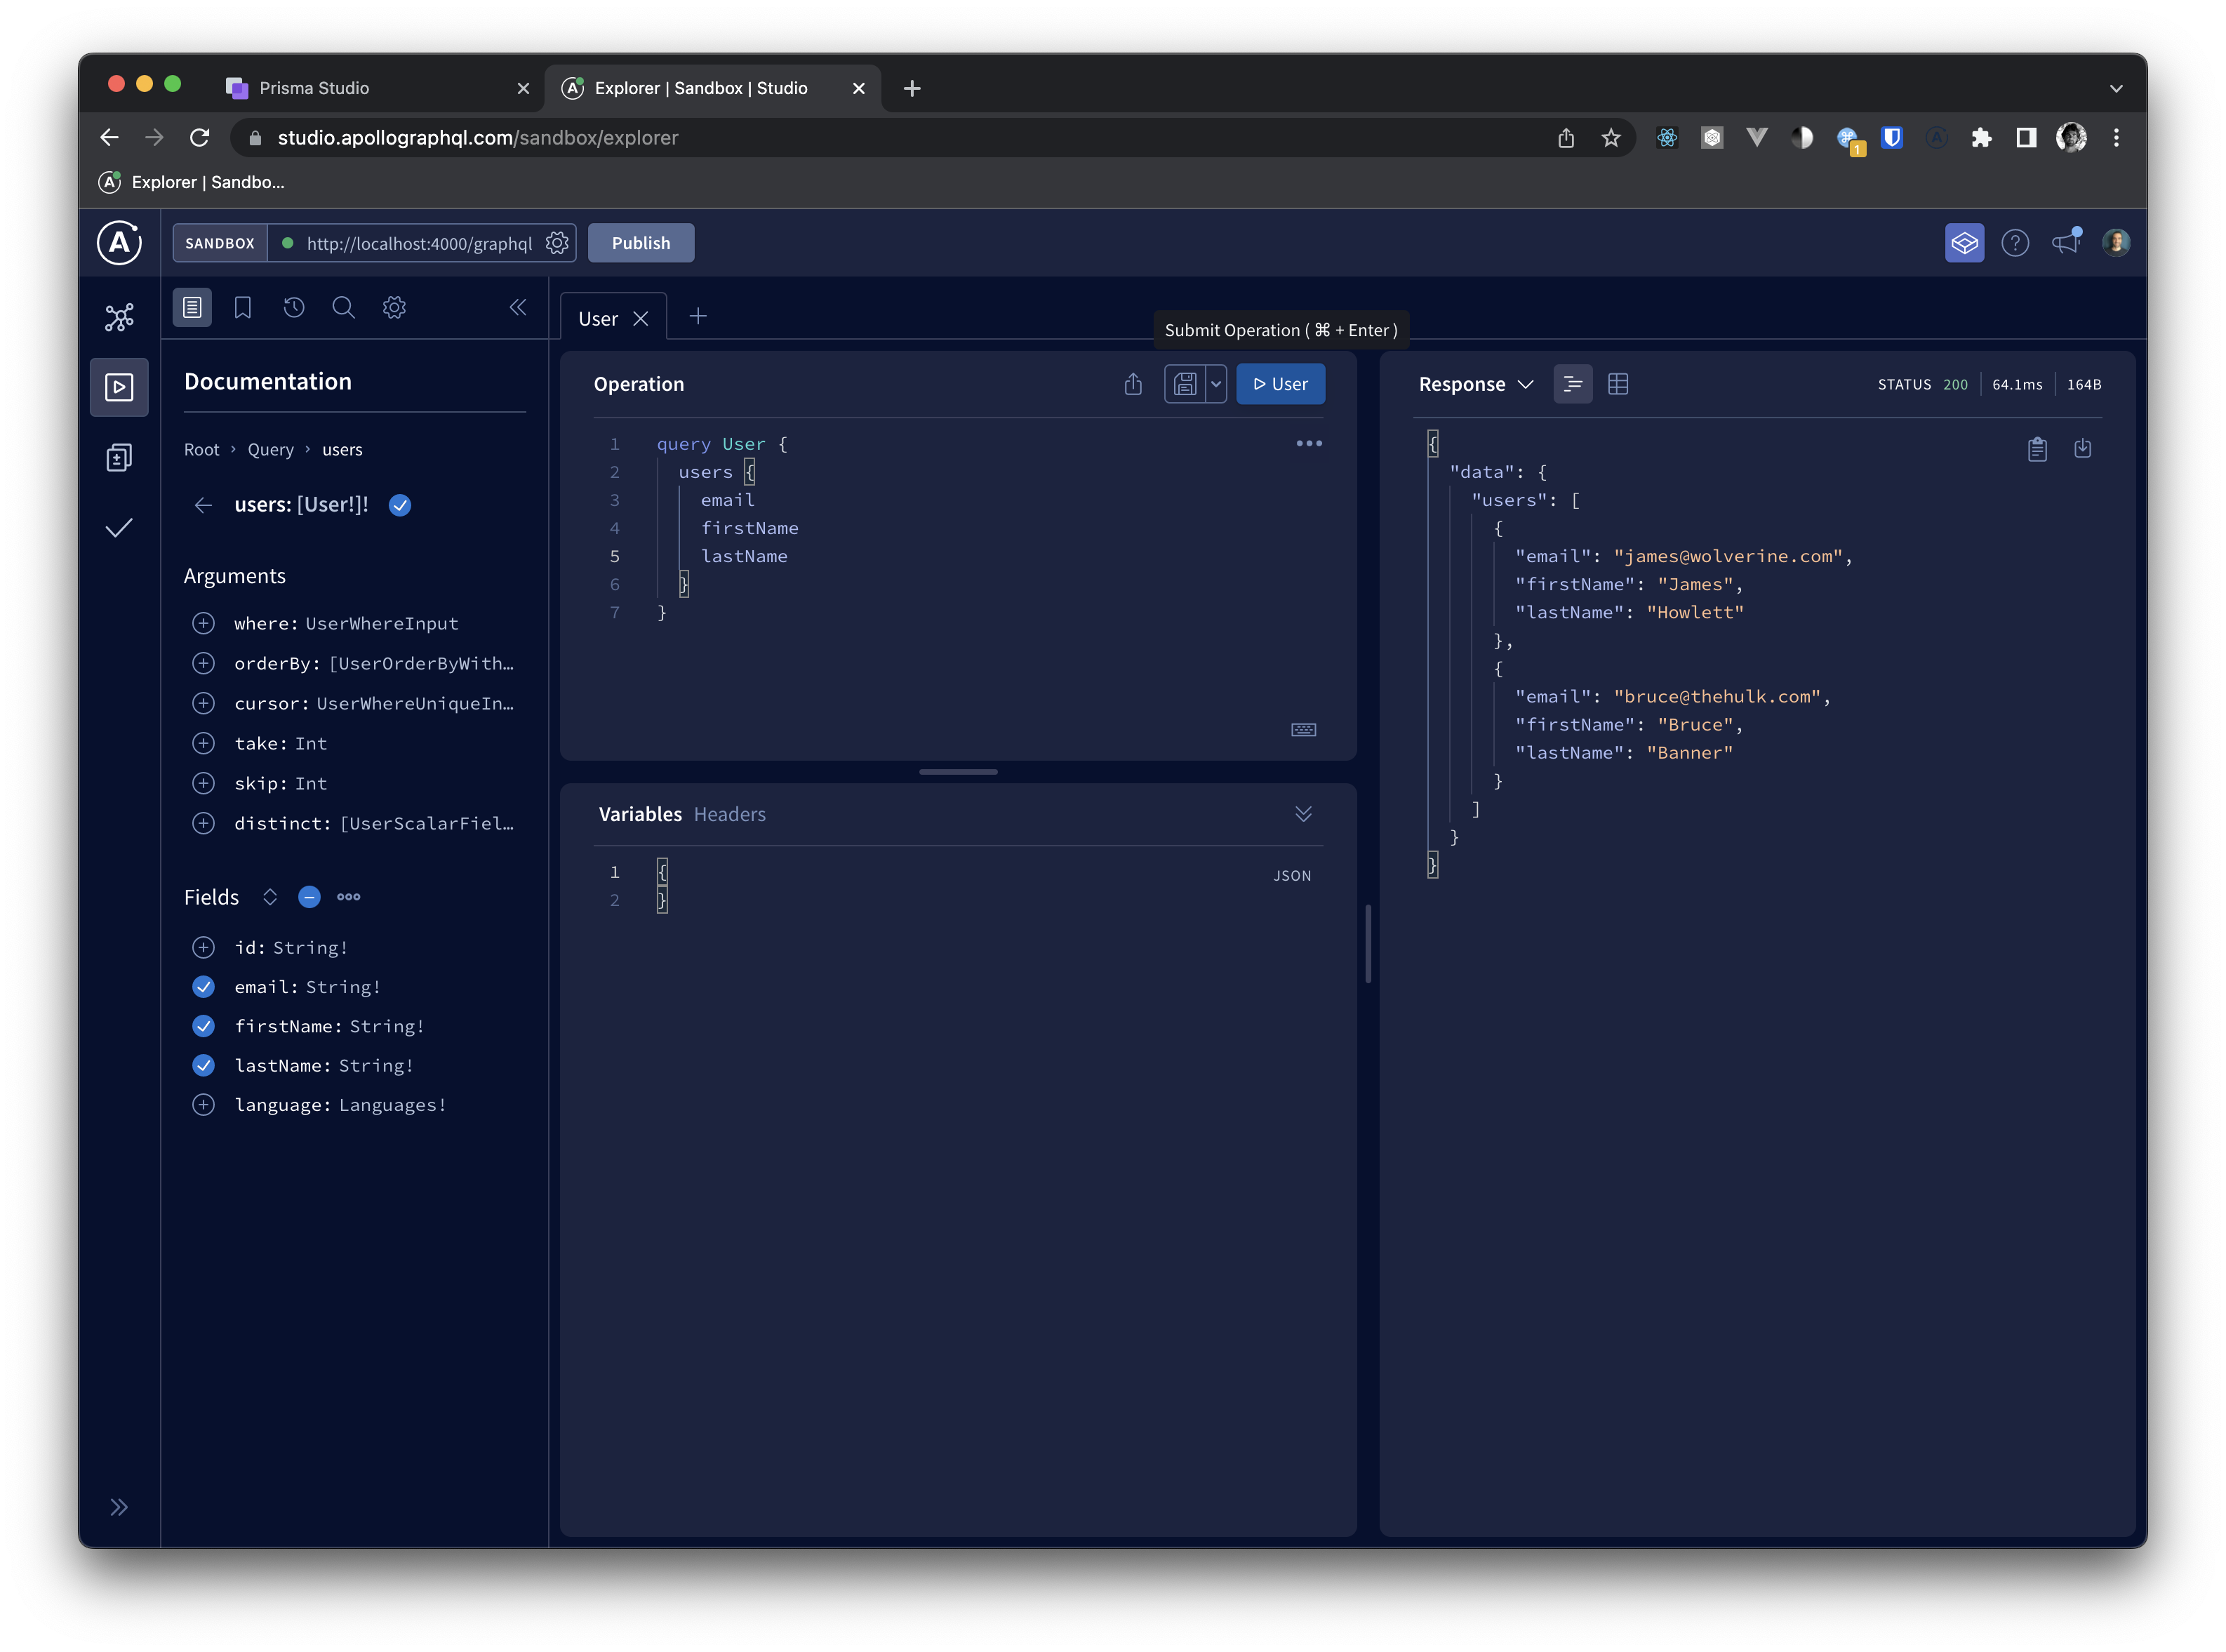 Prisma Studio
Explorer | Sandbox | Studio
studio.apollographql.com/sandbox/explorer
1
Explorer | Sandbo...
SANDBOX
http://localhost:4000/graphql
Publish
User
Submit Operation ( ⌘ + Enter )
Documentation
Root › Query › users
users: [User!]!
Arguments
where: UserWhereInput
orderBy: [UserOrderByWith…
cursor: UserWhereUniqueIn…
take: Int
skip: Int
distinct: [UserScalarFiel…
Fields
id: String!
email: String!
firstName: String!
lastName: String!
language: Languages!
Operation
User
1 query User {
2 users {
3 email
4 firstName
5 lastName
6 }
7 }
Variables Headers
1 {
2 }
JSON
Response
STATUS 200 64.1ms 164B
{
"data": {
"users": [
{
"email": "james@wolverine.com",
"firstName": "James",
"lastName": "Howlett"
},
{
"email": "bruce@thehulk.com",
"firstName": "Bruce",
"lastName": "Banner"
}
]
}
}